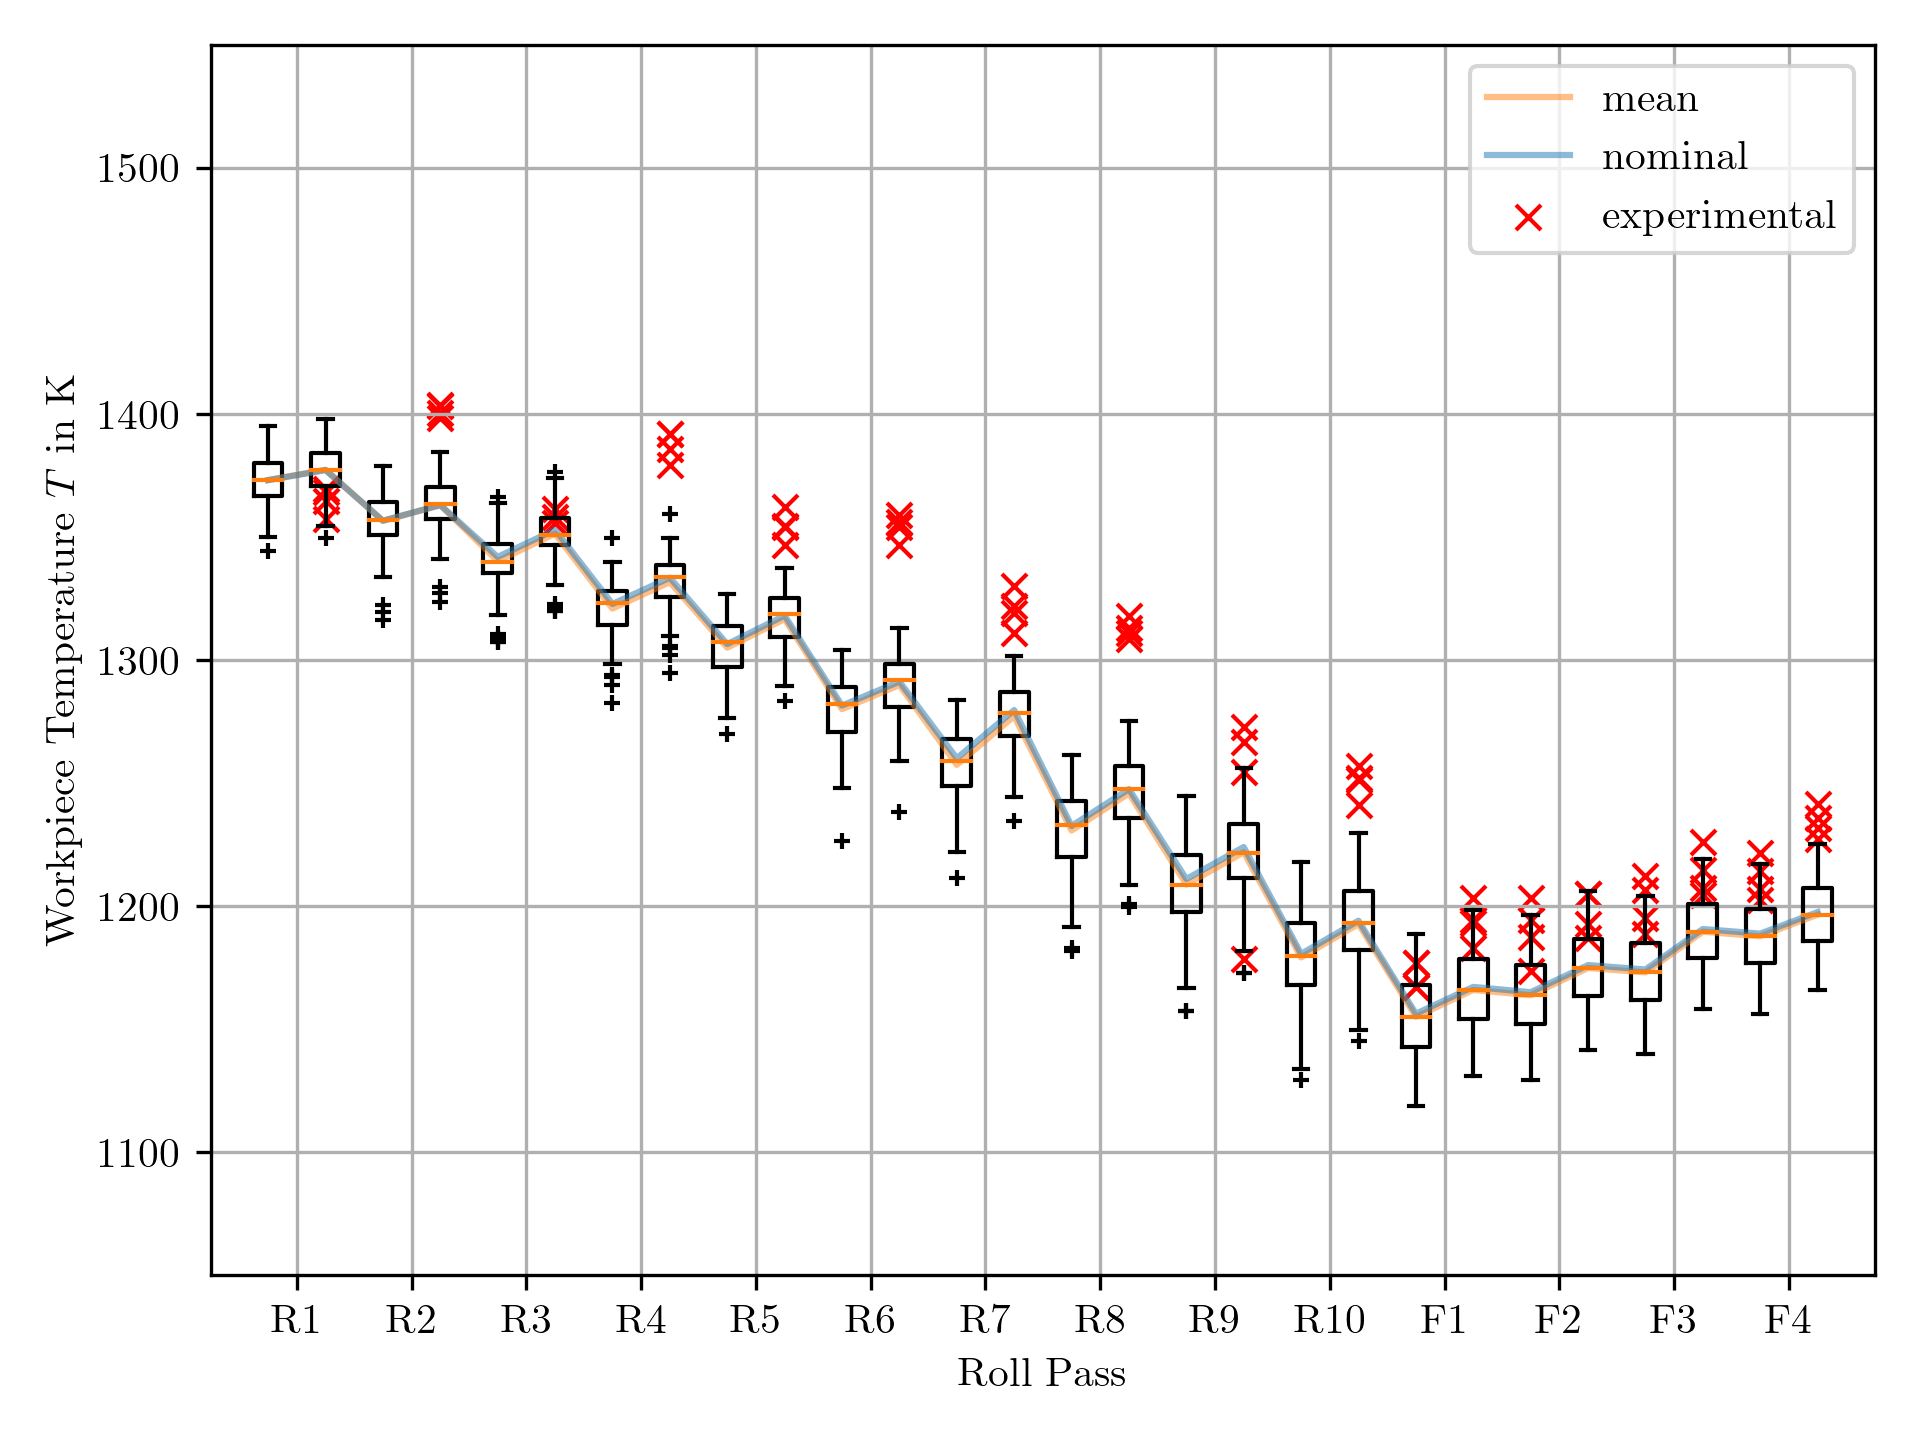 mean
nominal
experimental
1500
1400
1300
1200
1100
Workpiece Temperature T in K
R1 R2 R3 R4 R5 R6 R7 R8 R9 R10 F1 F2 F3 F4
Roll Pass